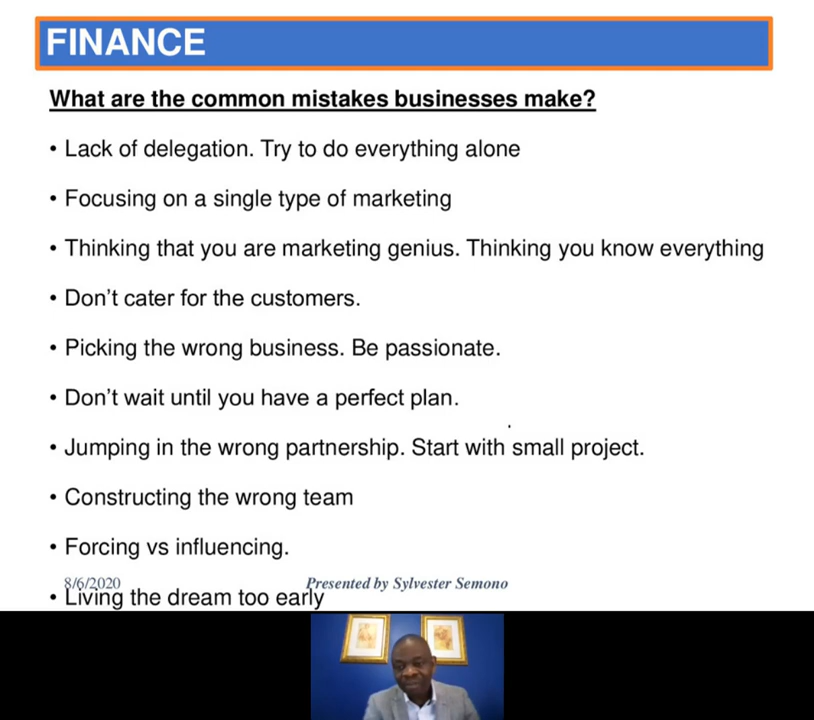 FINANCE
What are the common mistakes businesses make?
• Lack of delegation. Try to do everything alone
• Focusing on a single type of marketing
• Thinking that you are marketing genius. Thinking you know everything
• Don't cater for the customers.
• Picking the wrong business. Be passionate.
• Don't wait until you have a perfect plan.
• Jumping in the wrong partnership. Start with small project.
• Constructing the wrong team
• Forcing vs influencing.
8/6/2020 Presented by Sylvester Semono
• Living the dream too early